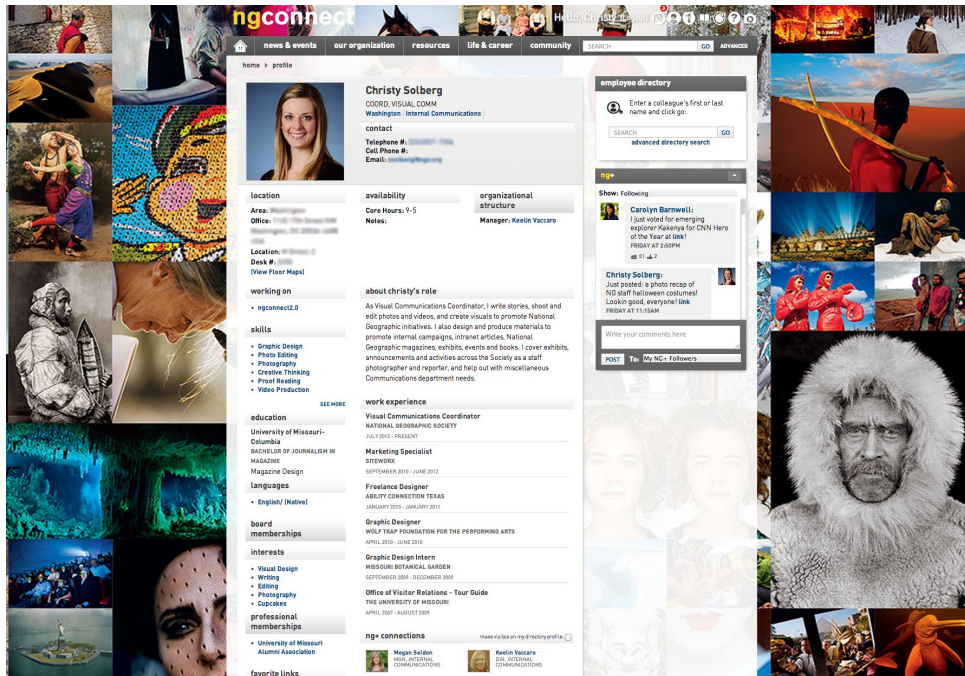 ngconnect
Hello, Christy
3
news & events
our organization
resources
life & career
community
SEARCH
GO
ADVANCED
home
profile
Christy Solberg
COORD, VISUAL COMM
Washington
Internal Communications
contact
Telephone #:
Cell Phone #:
Email:
location
Area:
Office:
Location:
Desk #:
(View Floor Maps)
availability
Core Hours: 9-5
Notes:
organizational
structure
Manager: Keelin Vaccaro
working on
• ngconnect2.0
skills
• Graphic Design
• Photo Editing
• Photography
• Creative Thinking
• Proof Reading
• Video Production
SEE MORE
education
University of Missouri-
Columbia
BACHELOR OF JOURNALISM IN
MAGAZINE
Magazine Design
languages
• English/ (Native)
board
memberships
interests
• Visual Design
• Writing
• Editing
• Photography
• Cupcakes
professional
memberships
• University of Missouri
Alumni Association
favorite links
about christy's role
As Visual Communications Coordinator, I write stories, shoot and
edit photos and videos, and create visuals to promote National
Geographic initiatives. I also design and produce materials to
promote internal campaigns, intranet articles, National
Geographic magazines, exhibits, events and books. I cover exhibits,
announcements and activities across the Society as a staff
photographer and reporter, and help out with miscellaneous
Communications department needs.
work experience
Visual Communications Coordinator
NATIONAL GEOGRAPHIC SOCIETY
JULY 2012 - PRESENT
Marketing Specialist
SITEWORX
SEPTEMBER 2010 - JUNE 2012
Freelance Designer
ABILITY CONNECTION TEXAS
JANUARY 2010 - JANUARY 2011
Graphic Designer
WOLF TRAP FOUNDATION FOR THE PERFORMING ARTS
APRIL 2010 - JUNE 2010
Graphic Design Intern
MISSOURI BOTANICAL GARDEN
SEPTEMBER 2009 - DECEMBER 2009
Office of Visitor Relations - Tour Guide
THE UNIVERSITY OF MISSOURI
APRIL 2007 - AUGUST 2009
ng+ connections
make visible on my directory profile:
Megan Seldon
MGR, INTERNAL
COMMUNICATIONS
Keelin Vaccaro
DIR, INTERNAL
COMMUNICATIONS
employee directory
Enter a colleague's first or last
name and click go:
SEARCH
GO
advanced directory search
ng+
Show: Following
Carolyn Barnwell:
I just voted for emerging
explorer Kakenya for CNN Hero
of the Year at link!
FRIDAY AT 2:50PM
0 | 2
Christy Solberg:
Just posted: a photo recap of
NG staff halloween costumes!
Lookin good, everyone! link
FRIDAY AT 11:15AM
Write your comments here
POST
To: My NG+ Followers